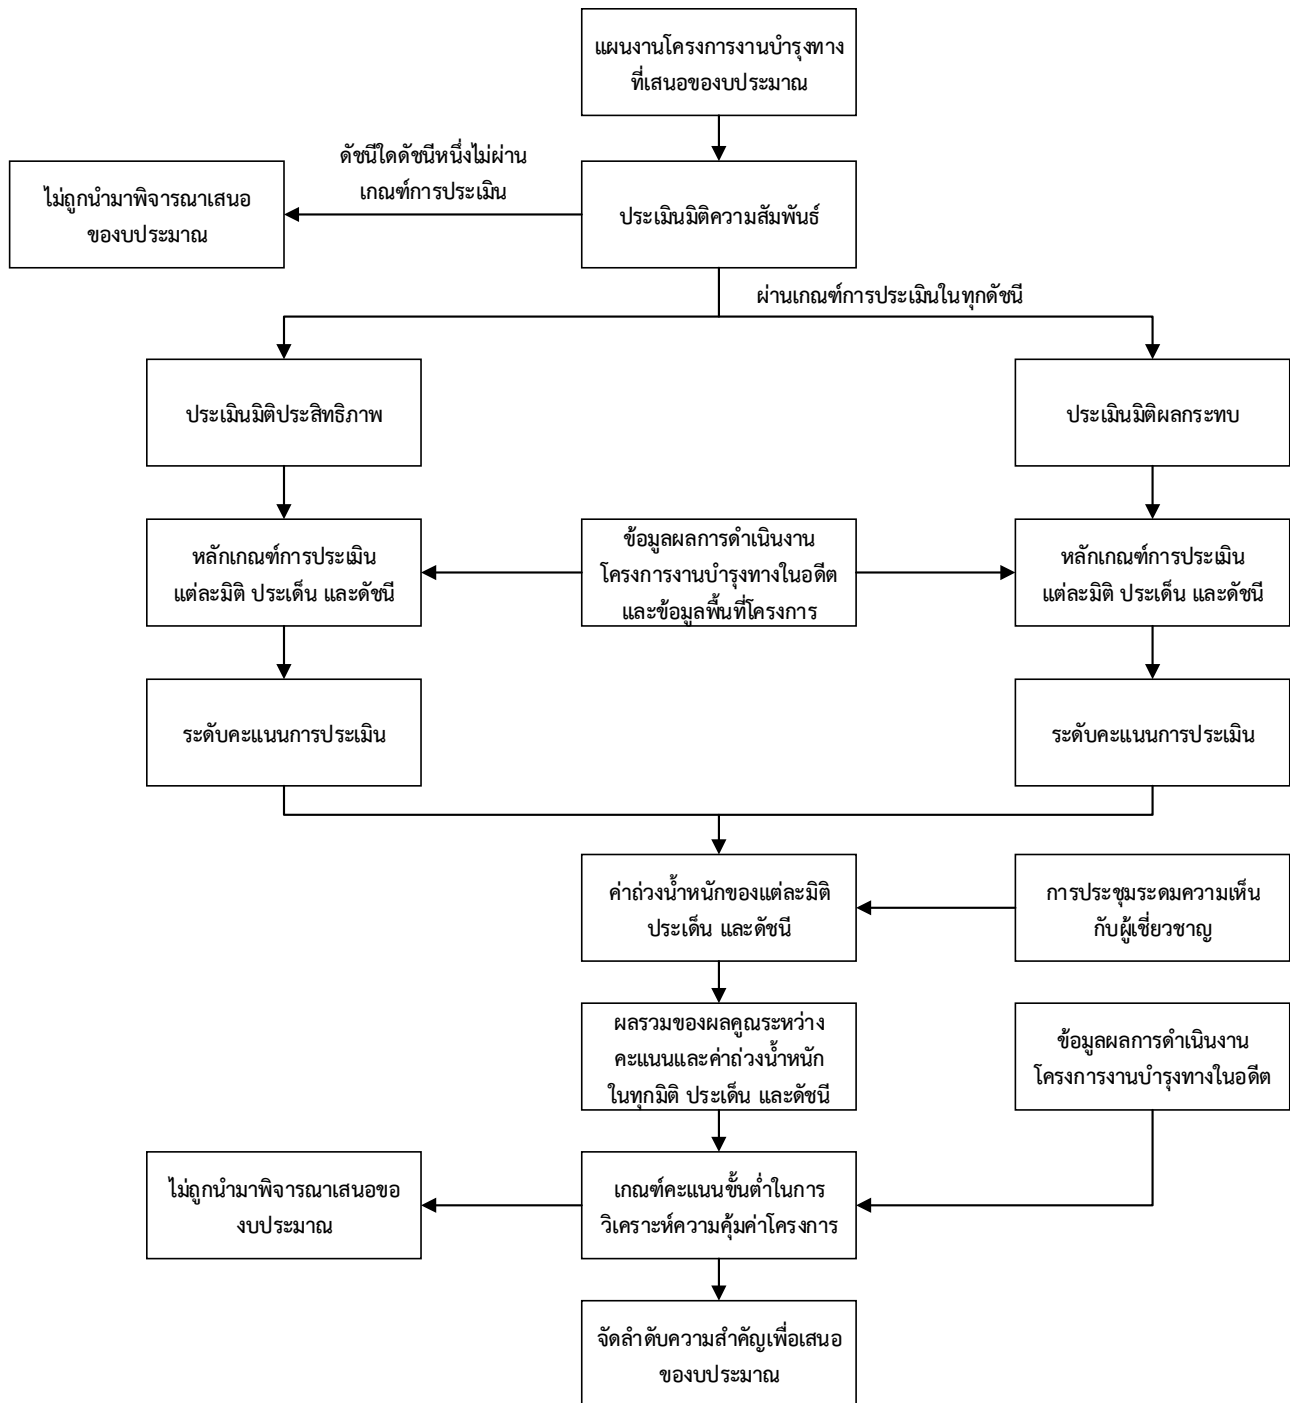 แผนงานโครงการงานบำรุงทาง
ที่เสนอของบประมาณ
ดัชนีใดดัชนีหนึ่งไม่ผ่าน
เกณฑ์การประเมิน
ไม่ถูกนำมาพิจารณาเสนอ
ของบประมาณ
ประเมินมิติความสัมพันธ์
ผ่านเกณฑ์การประเมินในทุกดัชนี
ประเมินมิติประสิทธิภาพ
ประเมินมิติผลกระทบ
หลักเกณฑ์การประเมิน
แต่ละมิติ ประเด็น และดัชนี
ข้อมูลผลการดำเนินงาน
โครงการงานบำรุงทางในอดีต
และข้อมูลพื้นที่โครงการ
หลักเกณฑ์การประเมิน
แต่ละมิติ ประเด็น และดัชนี
ระดับคะแนนการประเมิน
ระดับคะแนนการประเมิน
ค่าถ่วงน้ำหนักของแต่ละมิติ
ประเด็น และดัชนี
การประชุมระดมความเห็น
กับผู้เชี่ยวชาญ
ผลรวมของผลคูณระหว่าง
คะแนนและค่าถ่วงน้ำหนัก
ในทุกมิติ ประเด็น และดัชนี
ข้อมูลผลการดำเนินงาน
โครงการงานบำรุงทางในอดีต
ไม่ถูกนำมาพิจารณาเสนอขอ
งบประมาณ
เกณฑ์คะแนนขั้นต่ำในการ
วิเคราะห์ความคุ้มค่าโครงการ
จัดลำดับความสำคัญเพื่อเสนอ
ของบประมาณ